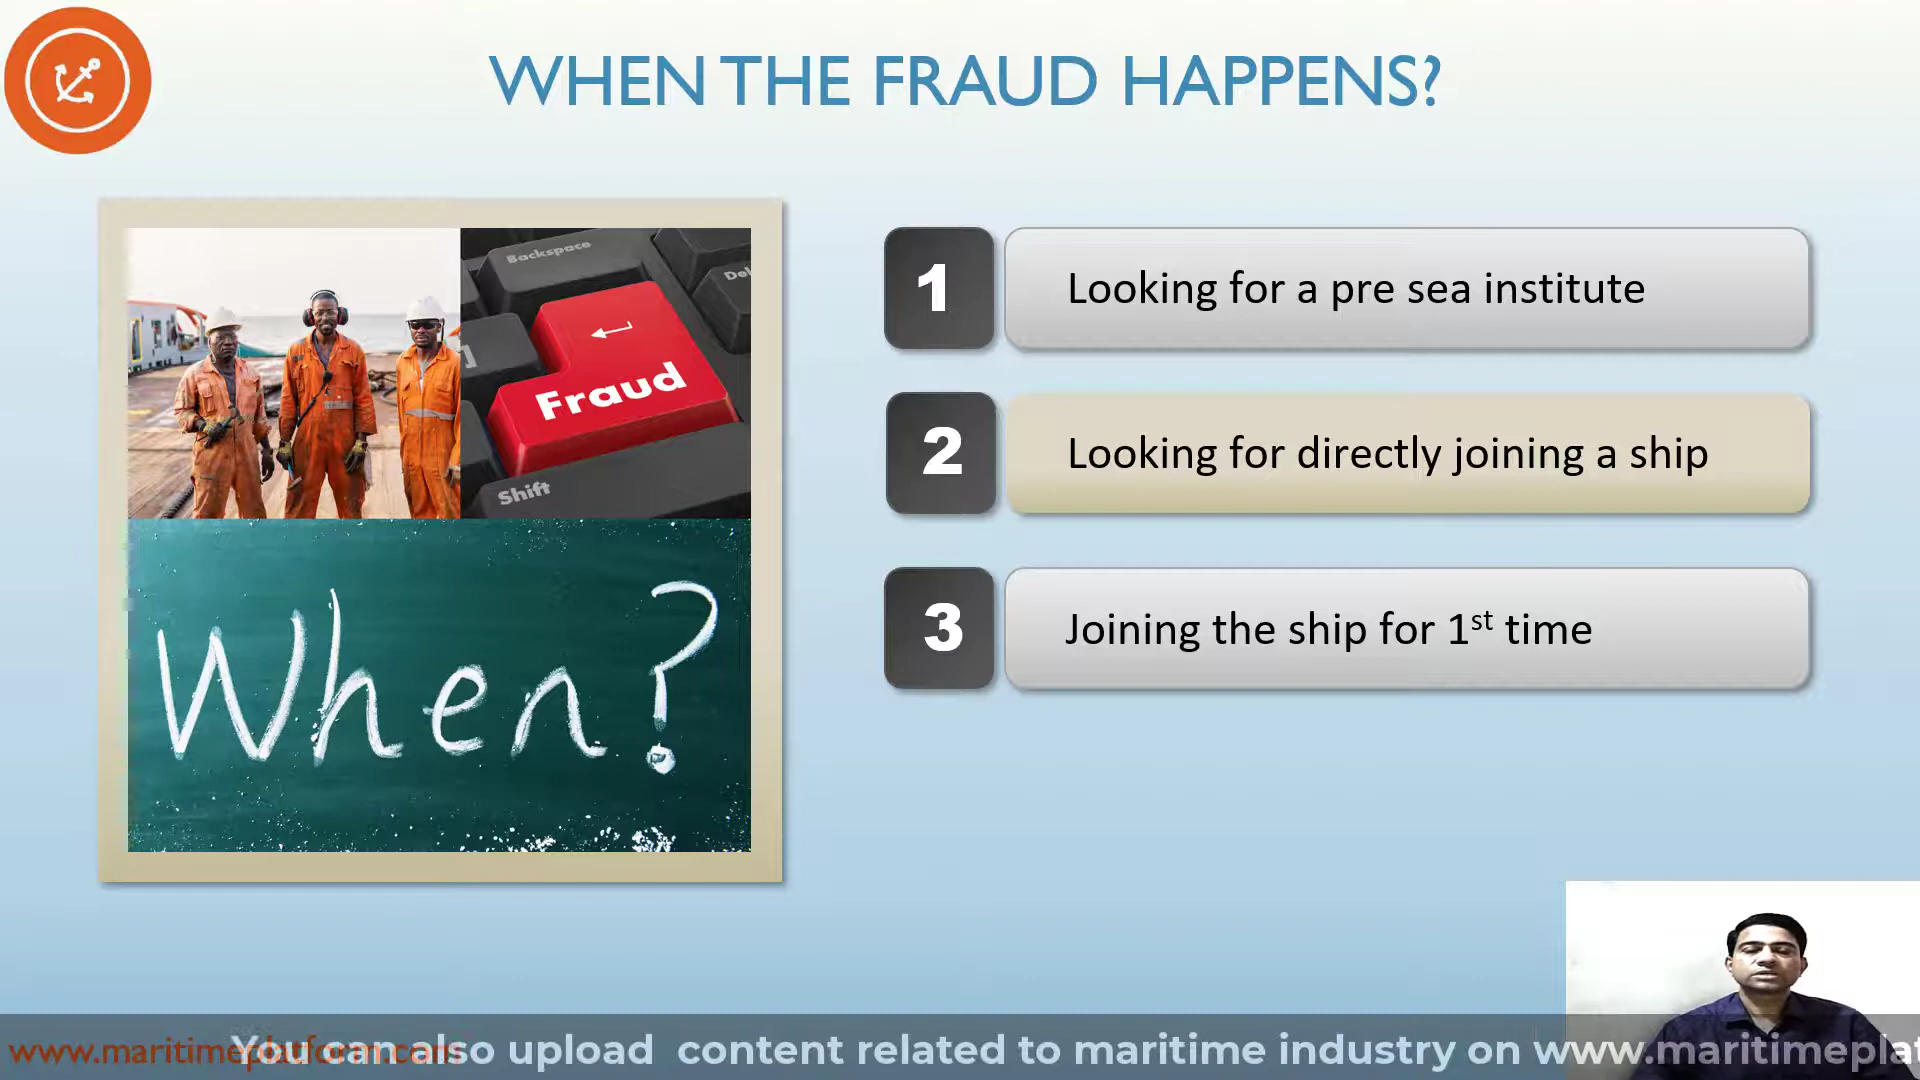 WHEN THE FRAUD HAPPENS?
Backspace
Del
]
Fraud
Shift
When?
1
Looking for a pre sea institute
2
Looking for directly joining a ship
3
Joining the ship for 1st time
www.maritimeplatform.com
You can also upload content related to maritime industry on www.maritimeplat